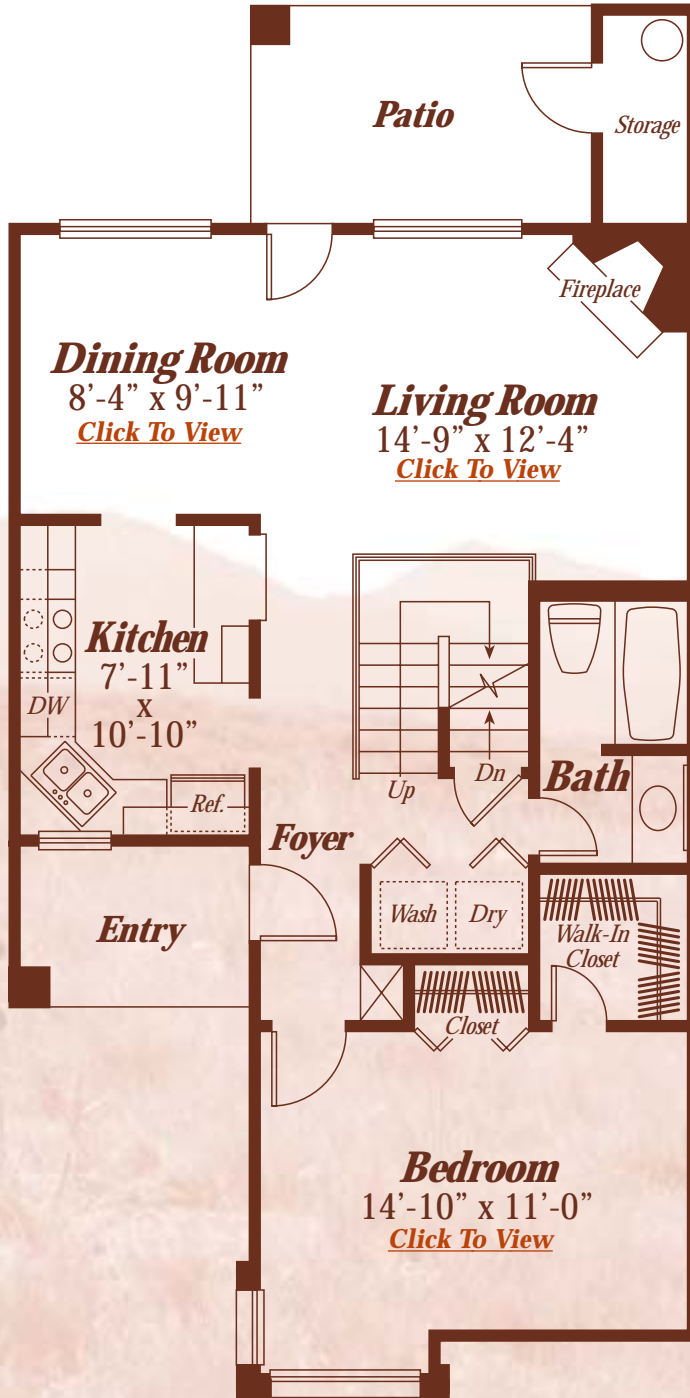 Patio
Storage
Fireplace
Dining Room
8’-4” x 9’-11”
Click To View
Living Room
14’-9” x 12’-4”
Click To View
Kitchen
7’-11”
x
10’-10”
DW
Ref.
Up
Dn
Bath
Foyer
Entry
Wash
Dry
Walk-In
Closet
Closet
Bedroom
14’-10” x 11’-0”
Click To View